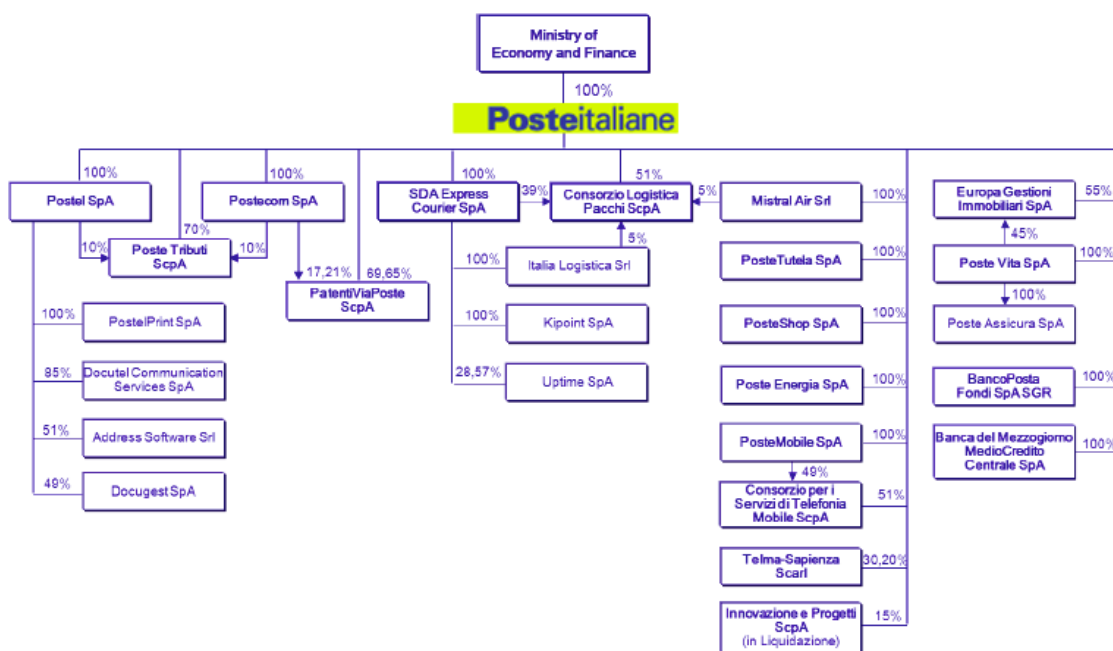 Ministry of
Economy and Finance
100%
Posteitaliane
100%
100%
100%
51%
Postel SpA
Postecom SpA
SDA Express
Courier SpA
39%
Consorzio Logistica
Pacchi ScpA
5%
Mistral Air Srl
100%
Europa Gestioni
Immobiliari SpA
55%
70%
10%
Poste Tributi
ScpA
10%
5%
45%
100%
Italia Logistica Srl
PosteTutela SpA
100%
Poste Vita SpA
100%
17,21%
69,65%
PatentiViaPoste
ScpA
100%
100%
PostelPrint SpA
100%
Kipoint SpA
PosteShop SpA
100%
Poste Assicura SpA
85%
Docutel Communication
Services SpA
28,57%
Uptime SpA
Poste Energia SpA
100%
BancoPosta
Fondi SpA SGR
100%
51%
Address Software Srl
PosteMobile SpA
100%
Banca del Mezzogiorno
MedioCredito
Centrale SpA
100%
49%
49%
Docugest SpA
Consorzio per i
Servizi di Telefonia
Mobile ScpA
51%
Telma-Sapienza
Scarl
30,20%
Innovazione e Progetti
ScpA
(in Liquidazione)
15%